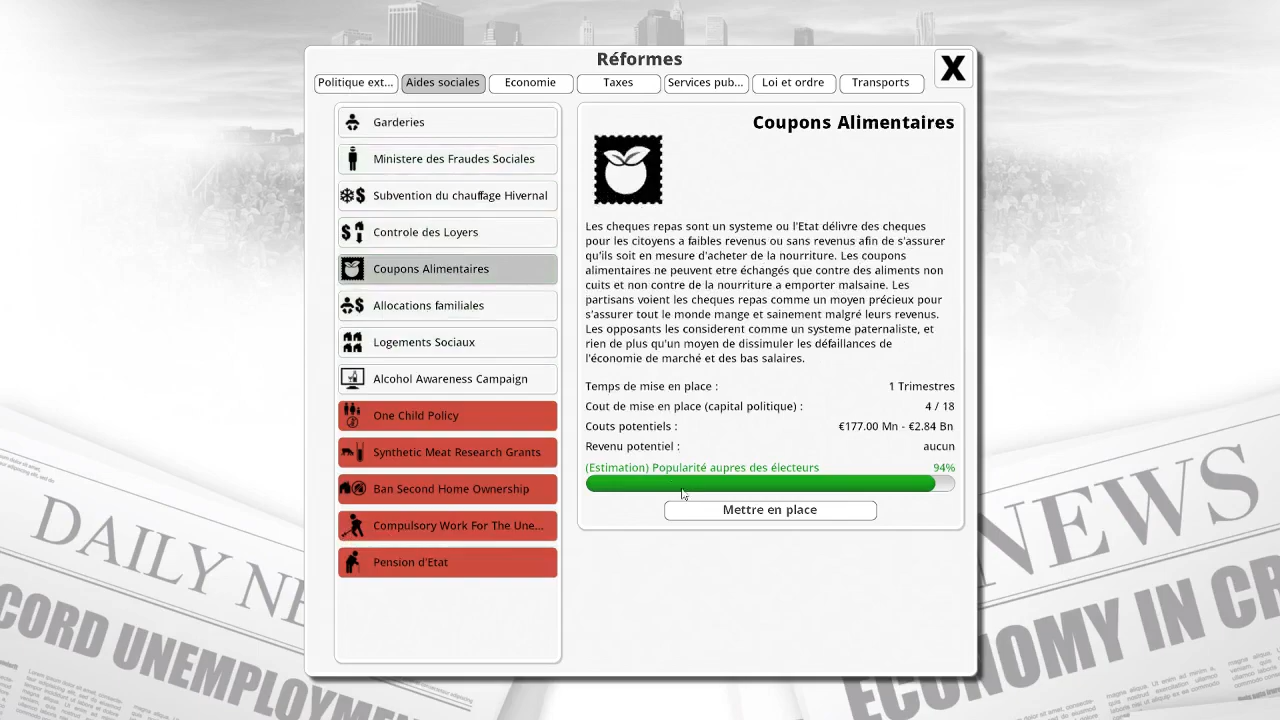 Réformes
X
Politique ext...
Aides sociales
Economie
Taxes
Services pub...
Loi et ordre
Transports
Garderies
Ministere des Fraudes Sociales
Subvention du chauffage Hivernal
Controle des Loyers
Coupons Alimentaires
Allocations familiales
Logements Sociaux
Alcohol Awareness Campaign
One Child Policy
Synthetic Meat Research Grants
Ban Second Home Ownership
Compulsory Work For The Une...
Pension d'Etat
Coupons Alimentaires
Les cheques repas sont un systeme ou l'Etat délivre des cheques
pour les citoyens a faibles revenus ou sans revenus afin de s'assurer
qu'ils soit en mesure d'acheter de la nourriture. Les coupons
alimentaires ne peuvent etre échangés que contre des aliments non
cuits et non contre de la nourriture a emporter malsaine. Les
partisans voient les cheques repas comme un moyen précieux pour
s'assurer tout le monde mange et sainement malgré leurs revenus.
Les opposants les considerent comme un systeme paternaliste, et
rien de plus qu'un moyen de dissimuler les défaillances de
l'économie de marché et des bas salaires.
Temps de mise en place : 1 Trimestres
Cout de mise en place (capital politique) : 4 / 18
Couts potentiels : €177.00 Mn - €2.84 Bn
Revenu potentiel : aucun
(Estimation) Popularité aupres des électeurs 94%
Mettre en place
DAILY NE
CORD UNEMPLOYM
NEWS
ECONOMY IN CR